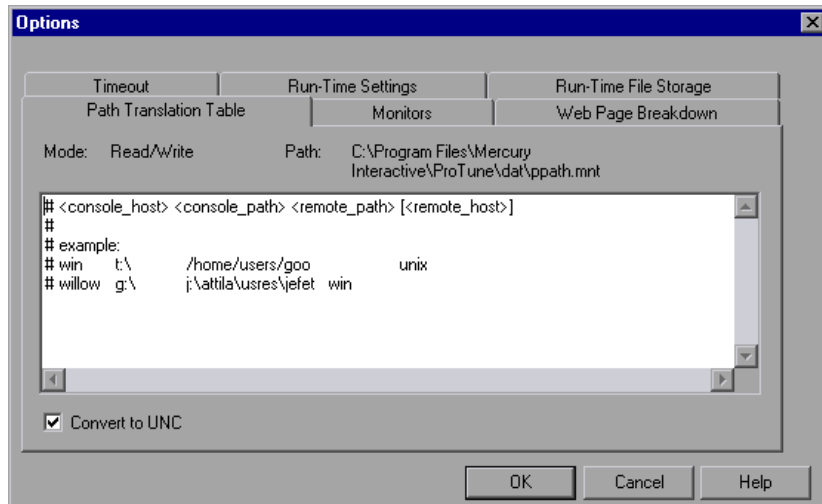 Options
Timeout Run-Time Settings Run-Time File Storage
Path Translation Table Monitors Web Page Breakdown
Mode: Read/Write Path: C:\Program Files\Mercury
Interactive\ProTune\dat\ppath.mnt
# <console_host> <console_path> <remote_path> [<remote_host>]
#
# example:
# win t:\ /home/users/goo unix
# willow g:\ j:\attila\usres\jefet win
Convert to UNC
OK Cancel Help